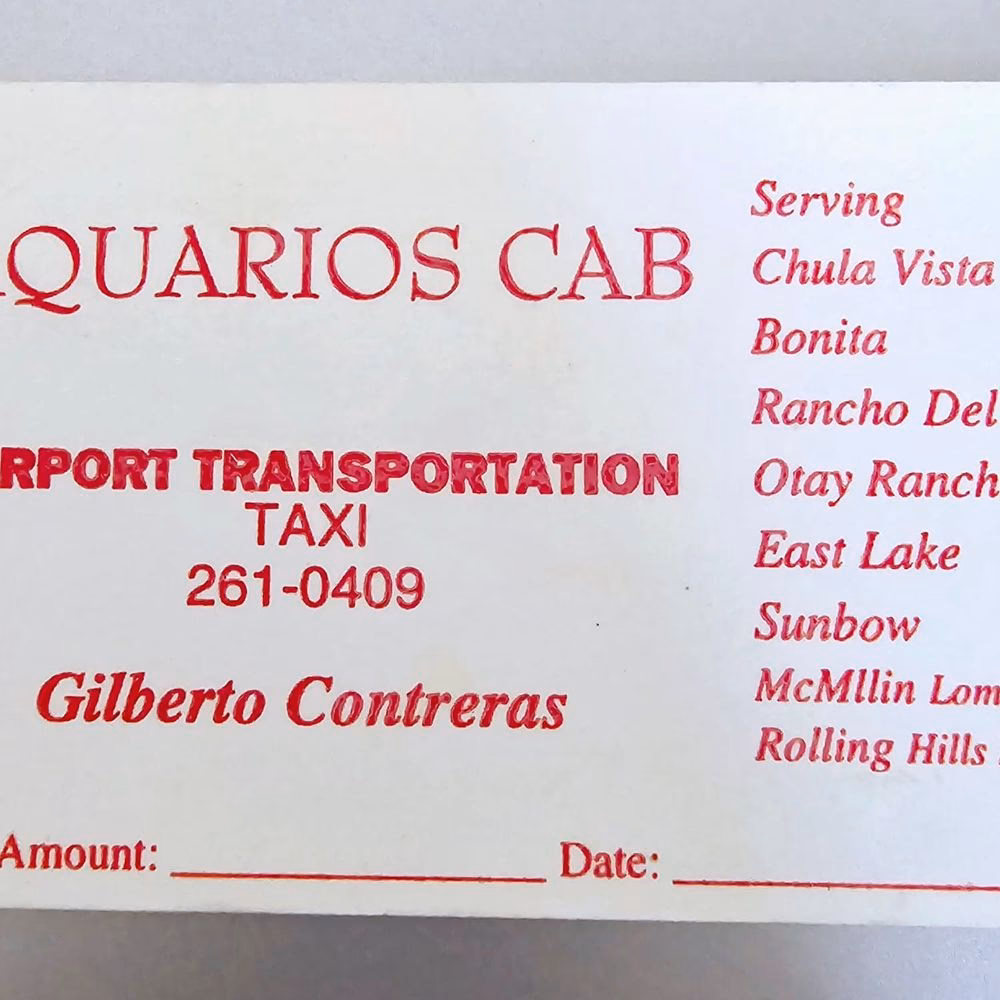 AQUARIOS CAB
RPORT TRANSPORTATION
TAXI
261-0409
Gilberto Contreras
Amount: Date:
Serving
Chula Vista
Bonita
Rancho Del
Otay Ranch
East Lake
Sunbow
McMllin Lom
Rolling Hills